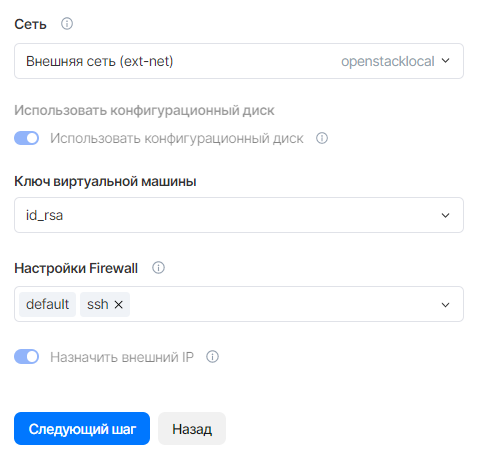 Сеть
Внешняя сеть (ext-net) openstacklocal
Использовать конфигурационный диск
Использовать конфигурационный диск
Ключ виртуальной машины
id_rsa
Настройки Firewall
default ssh
Назначить внешний IP
Следующий шаг Назад